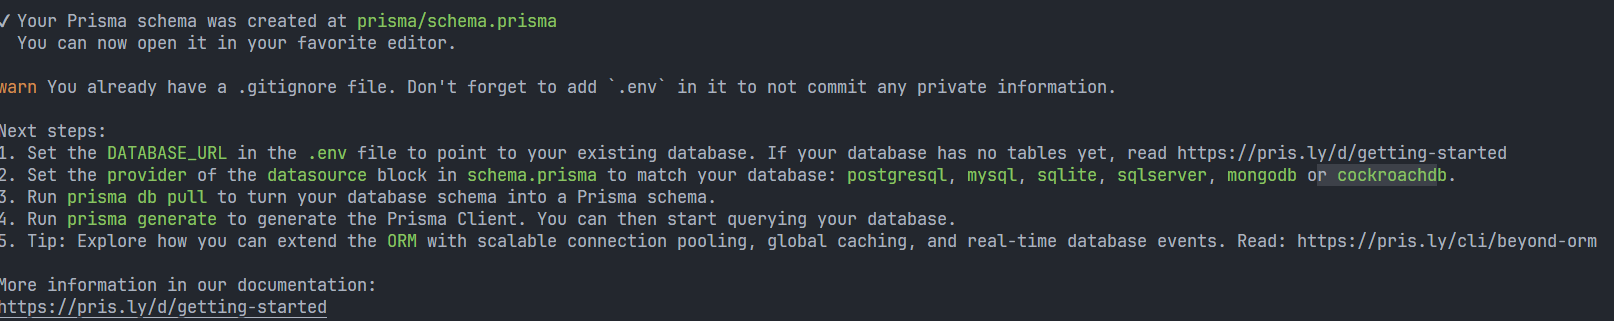 ✔ Your Prisma schema was created at prisma/schema.prisma
You can now open it in your favorite editor.
warn You already have a .gitignore file. Don't forget to add `.env` in it to not commit any private information.
Next steps:
1. Set the DATABASE_URL in the .env file to point to your existing database. If your database has no tables yet, read https://pris.ly/d/getting-started
2. Set the provider of the datasource block in schema.prisma to match your database: postgresql, mysql, sqlite, sqlserver, mongodb or cockroachdb.
3. Run prisma db pull to turn your database schema into a Prisma schema.
4. Run prisma generate to generate the Prisma Client. You can then start querying your database.
5. Tip: Explore how you can extend the ORM with scalable connection pooling, global caching, and real-time database events. Read: https://pris.ly/cli/beyond-orm
More information in our documentation:
https://pris.ly/d/getting-started